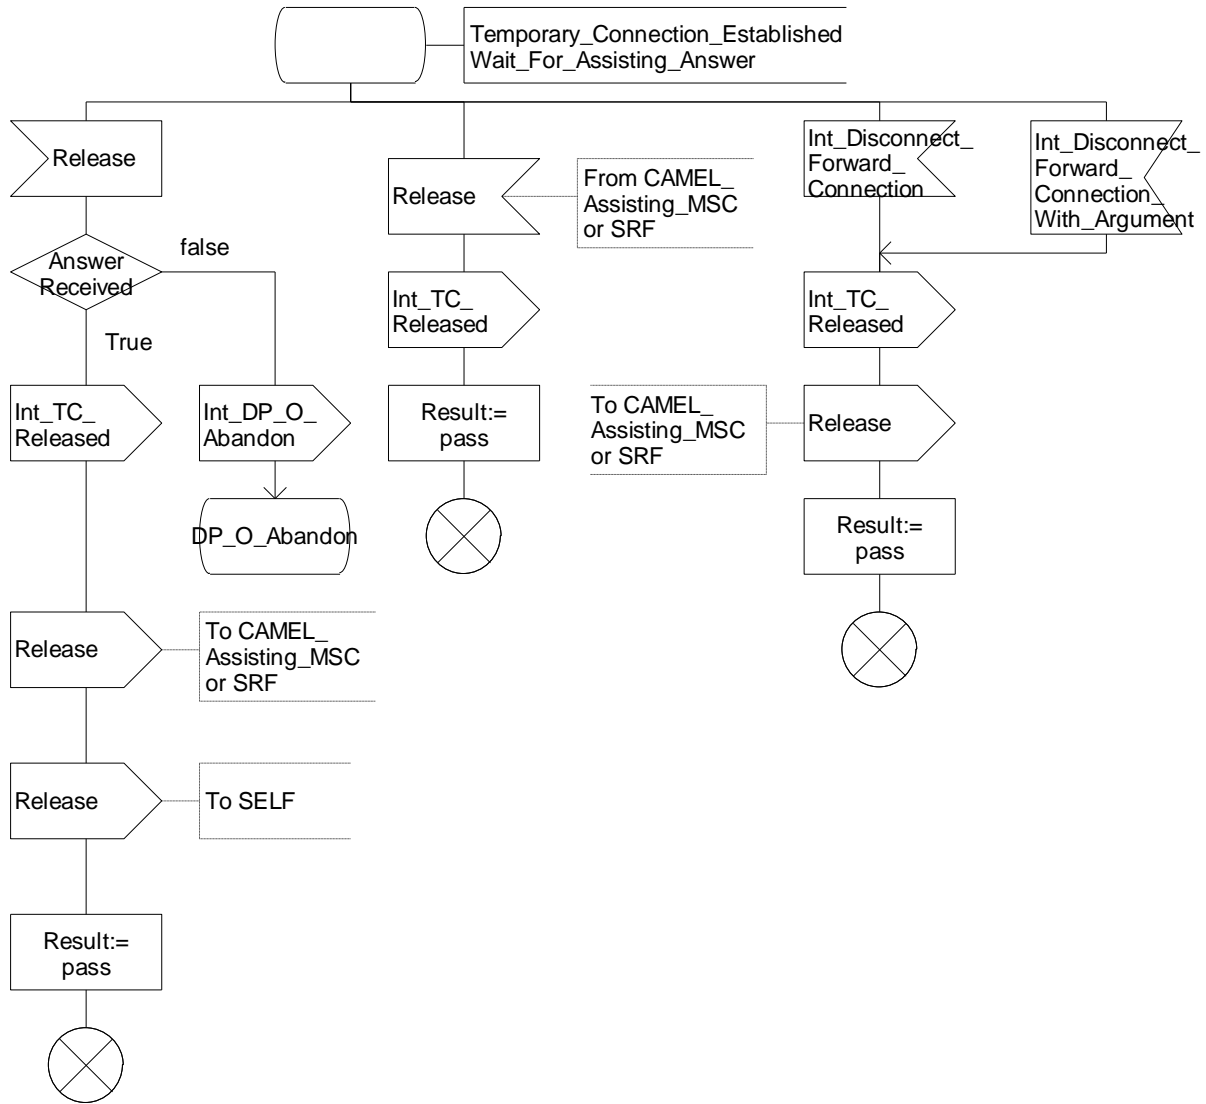 Temporary_Connection_Established
Wait_For_Assisting_Answer
Release
Answer
Received
false
True
Int_TC_
Released
Int_DP_O_
Abandon
DP_O_Abandon
Release
To CAMEL_
Assisting_MSC
or SRF
Release
To SELF
Result:=
pass
Release
From CAMEL_
Assisting_MSC
or SRF
Int_TC_
Released
Result:=
pass
Int_Disconnect_
Forward_
Connection
Int_Disconnect_
Forward_
Connection_
With_Argument
Int_TC_
Released
To CAMEL_
Assisting_MSC
or SRF
Release
Result:=
pass